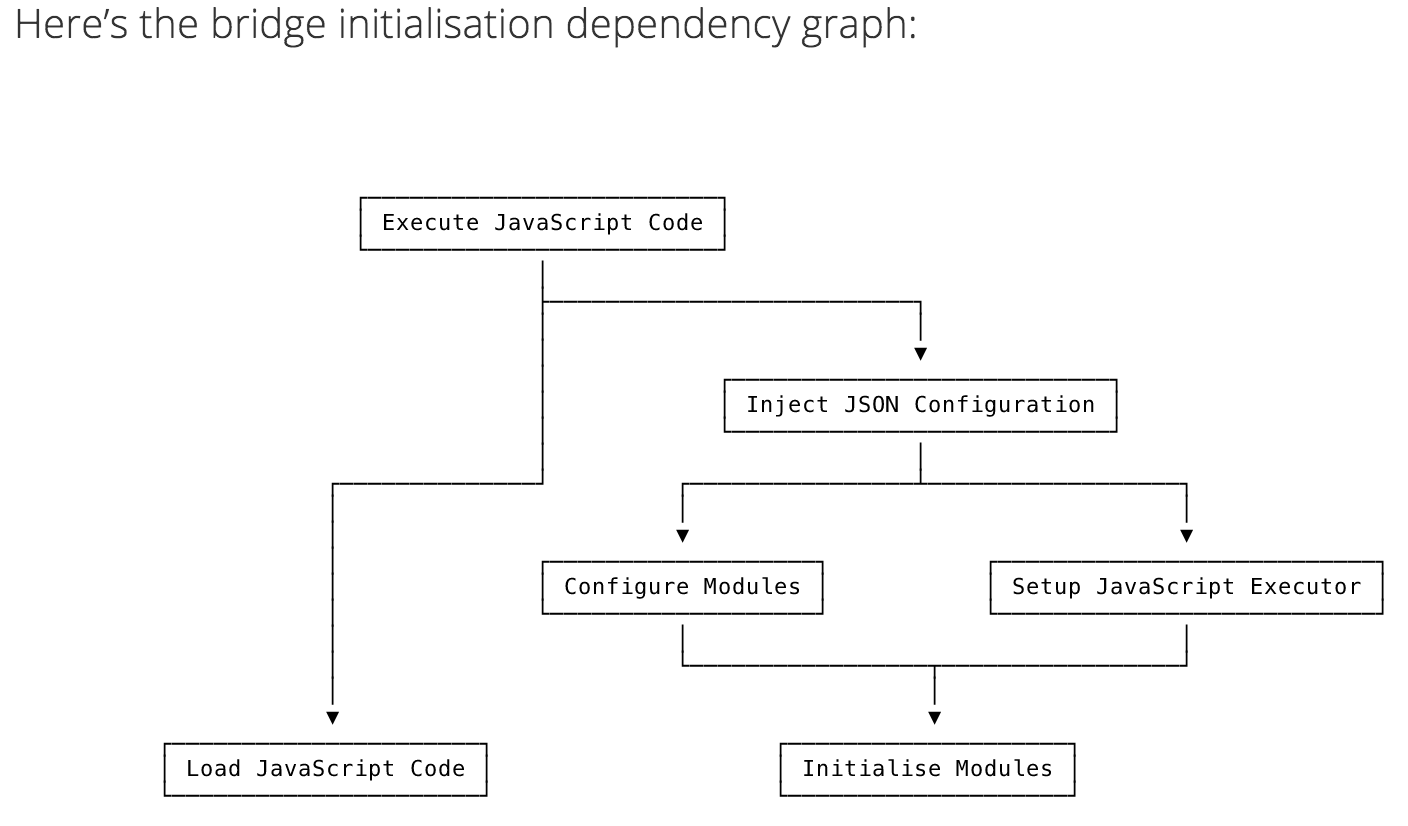 Here’s the bridge initialisation dependency graph:
Execute JavaScript Code
Inject JSON Configuration
Configure Modules
Setup JavaScript Executor
Load JavaScript Code
Initialise Modules